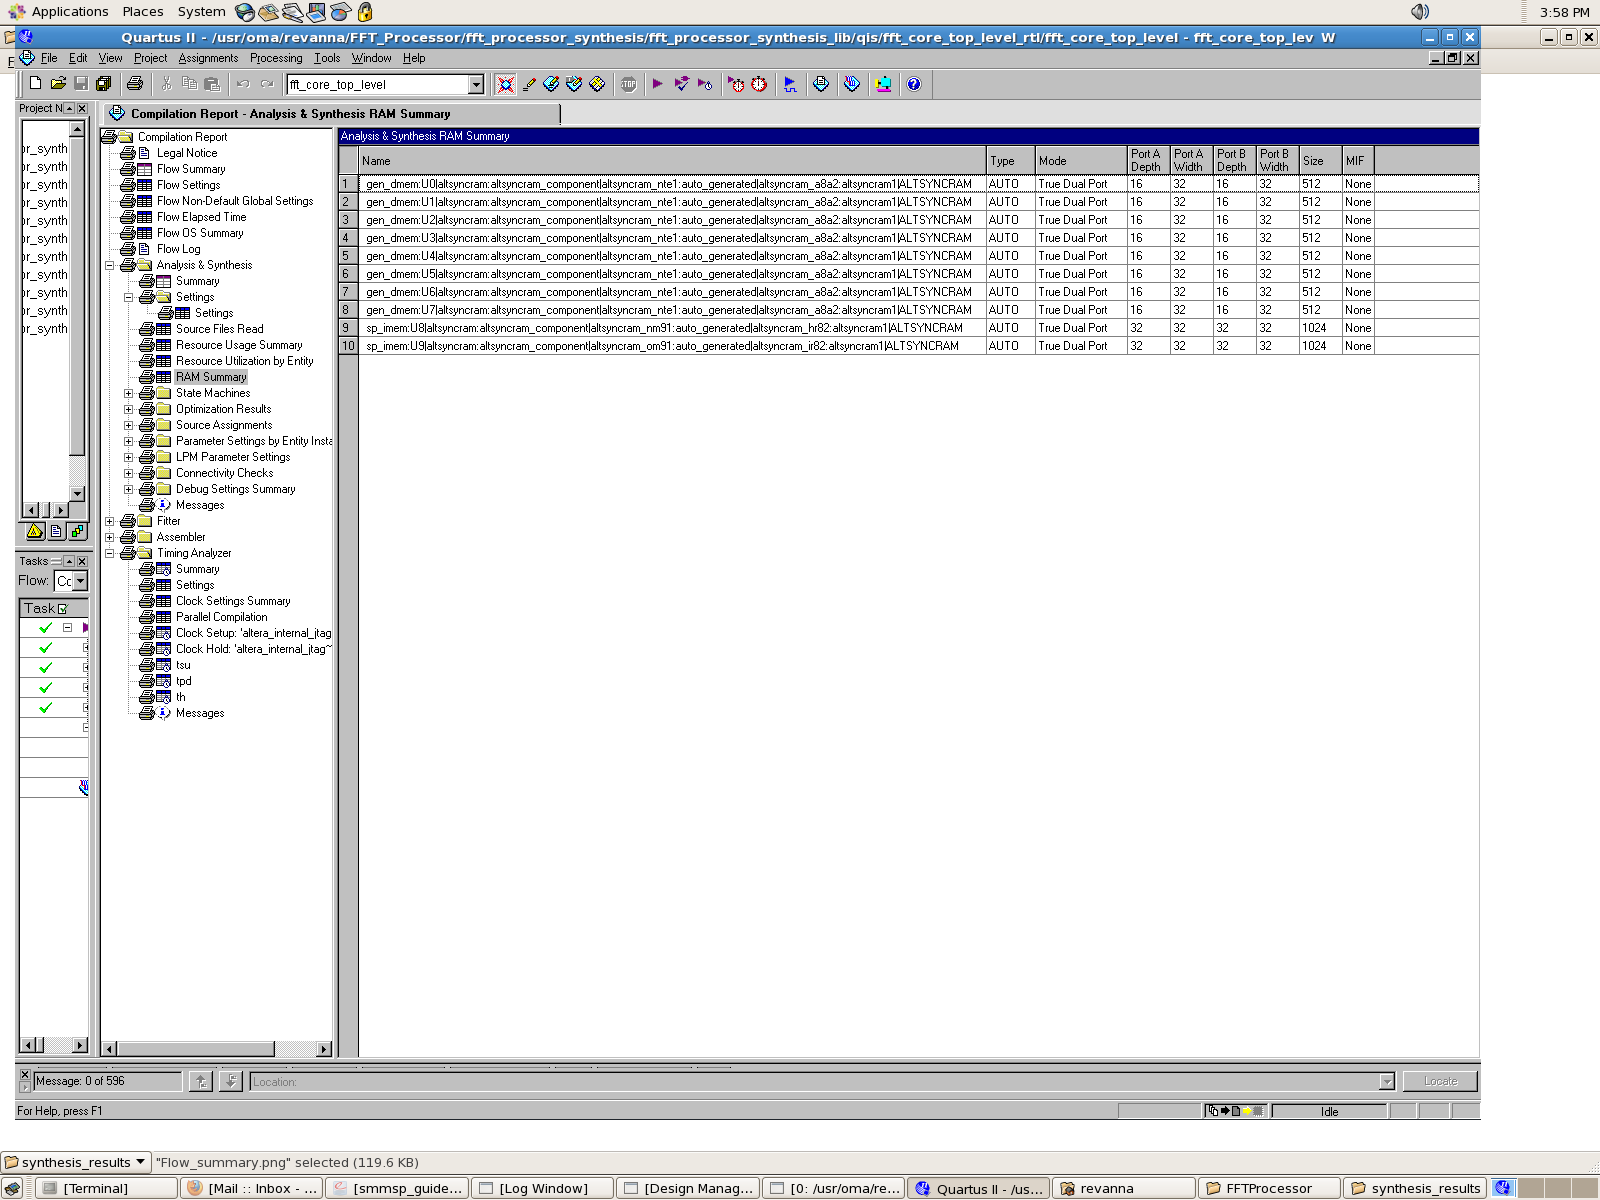 Applications Places System 3:58 PM
Quartus II - /usr/oma/revanna/FFT_Processor/fft_processor_synthesis/fft_processor_synthesis_lib/qis/fft_core_top_level_rtl/fft_core_top_level - fft_core_top_lev W
File Edit View Project Assignments Processing Tools Window Help
fft_core_top_level
Project N
Compilation Report - Analysis & Synthesis RAM Summary
or_synth
or_synth
or_synth
or_synth
or_synth
or_synth
or_synth
or_synth
or_synth
or_synth
or_synth
Tasks
Flow: Cc
Task
Compilation Report
Legal Notice
Flow Summary
Flow Settings
Flow Non-Default Global Settings
Flow Elapsed Time
Flow OS Summary
Flow Log
Analysis & Synthesis
Summary
Settings
Settings
Source Files Read
Resource Usage Summary
Resource Utilization by Entity
RAM Summary
State Machines
Optimization Results
Source Assignments
Parameter Settings by Entity Insta
LPM Parameter Settings
Connectivity Checks
Debug Settings Summary
Messages
Fitter
Assembler
Timing Analyzer
Summary
Settings
Clock Settings Summary
Parallel Compilation
Clock Setup: 'altera_internal_jtag
Clock Hold: 'altera_internal_jtag~
tsu
tpd
th
Messages
Analysis & Synthesis RAM Summary
Name Type Mode Port A Depth Port A Width Port B Depth Port B Width Size MIF
1 gen_dmem:U0|altsyncram:altsyncram_component|altsyncram_nte1:auto_generated|altsyncram_a8a2:altsyncram1|ALTSYNCRAM AUTO True Dual Port 16 32 16 32 512 None
2 gen_dmem:U1|altsyncram:altsyncram_component|altsyncram_nte1:auto_generated|altsyncram_a8a2:altsyncram1|ALTSYNCRAM AUTO True Dual Port 16 32 16 32 512 None
3 gen_dmem:U2|altsyncram:altsyncram_component|altsyncram_nte1:auto_generated|altsyncram_a8a2:altsyncram1|ALTSYNCRAM AUTO True Dual Port 16 32 16 32 512 None
4 gen_dmem:U3|altsyncram:altsyncram_component|altsyncram_nte1:auto_generated|altsyncram_a8a2:altsyncram1|ALTSYNCRAM AUTO True Dual Port 16 32 16 32 512 None
5 gen_dmem:U4|altsyncram:altsyncram_component|altsyncram_nte1:auto_generated|altsyncram_a8a2:altsyncram1|ALTSYNCRAM AUTO True Dual Port 16 32 16 32 512 None
6 gen_dmem:U5|altsyncram:altsyncram_component|altsyncram_nte1:auto_generated|altsyncram_a8a2:altsyncram1|ALTSYNCRAM AUTO True Dual Port 16 32 16 32 512 None
7 gen_dmem:U6|altsyncram:altsyncram_component|altsyncram_nte1:auto_generated|altsyncram_a8a2:altsyncram1|ALTSYNCRAM AUTO True Dual Port 16 32 16 32 512 None
8 gen_dmem:U7|altsyncram:altsyncram_component|altsyncram_nte1:auto_generated|altsyncram_a8a2:altsyncram1|ALTSYNCRAM AUTO True Dual Port 16 32 16 32 512 None
9 sp_imem:U8|altsyncram:altsyncram_component|altsyncram_nm91:auto_generated|altsyncram_hr82:altsyncram1|ALTSYNCRAM AUTO True Dual Port 32 32 32 32 1024 None
10 sp_imem:U9|altsyncram:altsyncram_component|altsyncram_om91:auto_generated|altsyncram_ir82:altsyncram1|ALTSYNCRAM AUTO True Dual Port 32 32 32 32 1024 None
Message: 0 of 596 Location: Locate
For Help, press F1 Idle
synthesis_results "Flow_summary.png" selected (119.6 KB)
[Terminal] [Mail :: Inbox - ... [smmsp_guide... [Log Window] [Design Manag... [0: /usr/oma/re... Quartus II - /us... revanna FFTProcessor synthesis_results